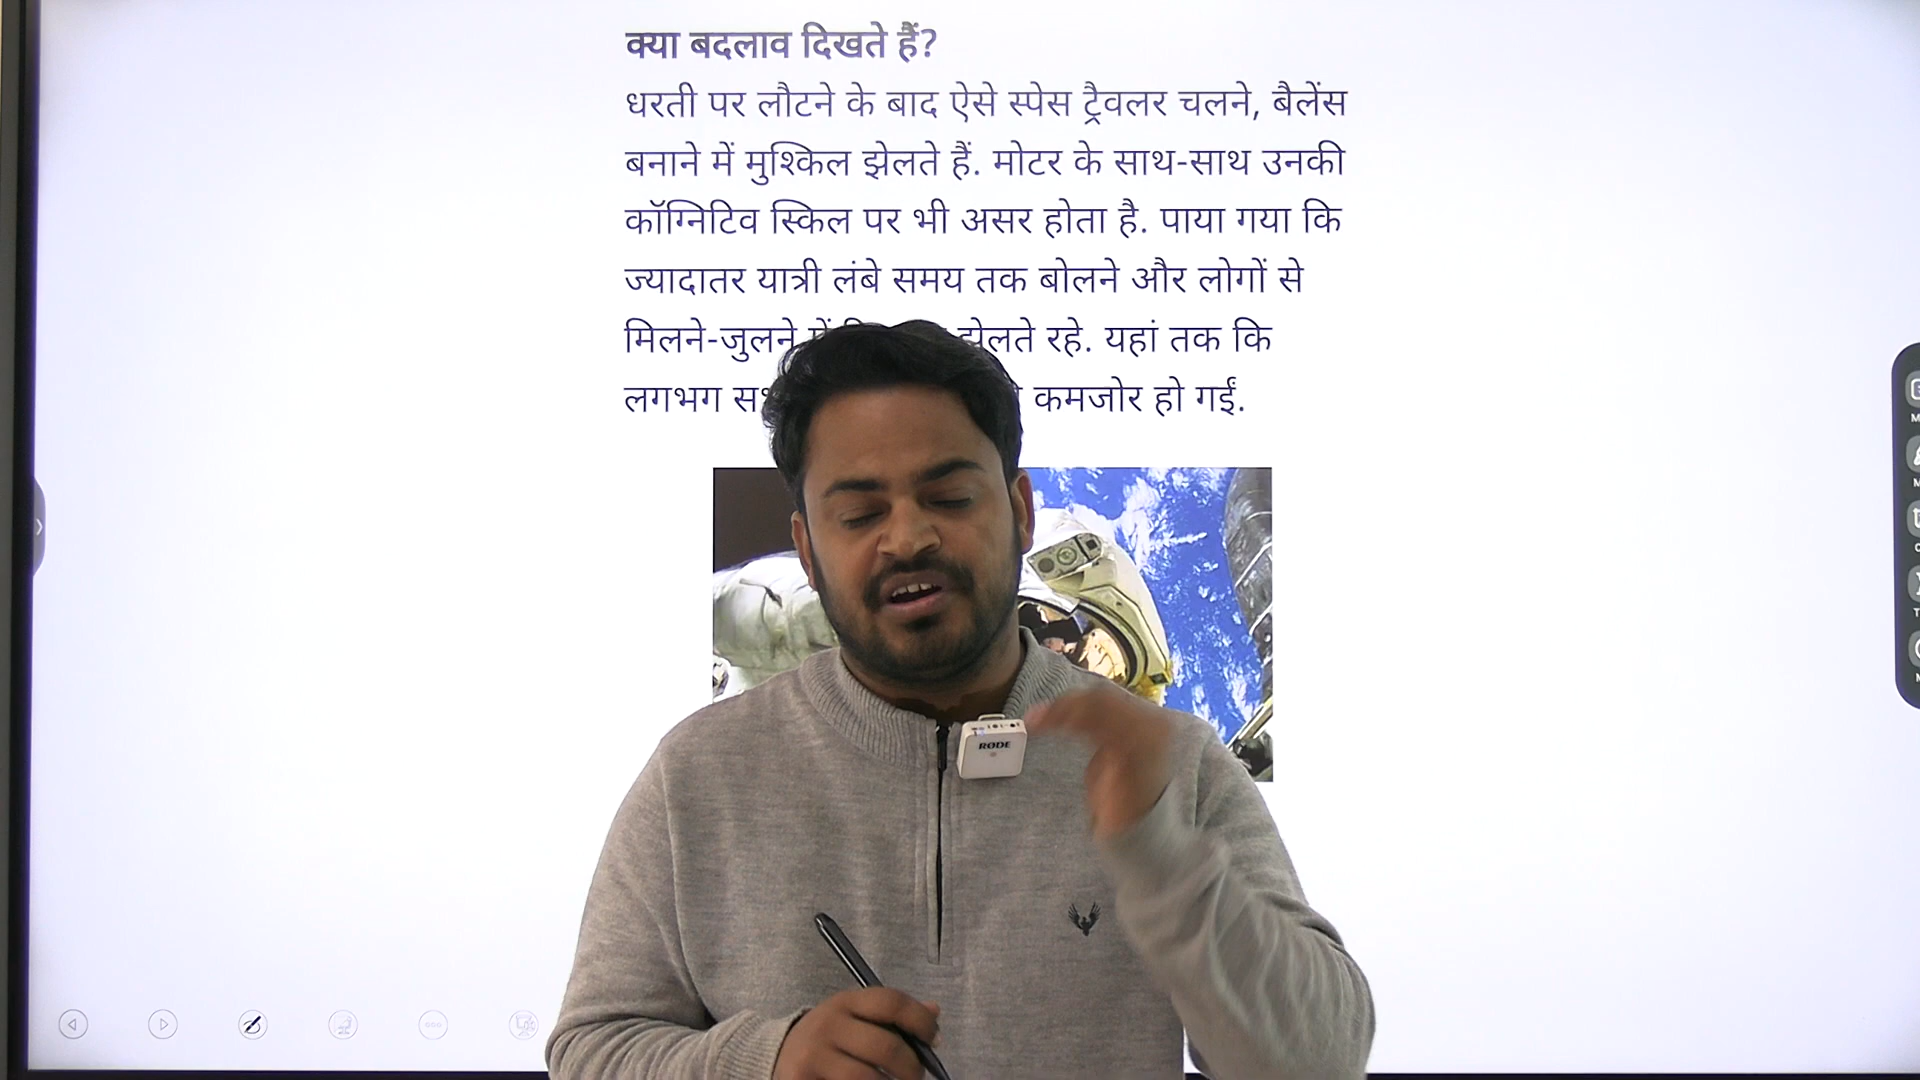 क्या बदलाव दिखते हैं?
धरती पर लौटने के बाद ऐसे स्पेस ट्रैवलर चलने, बैलेंस
बनाने में मुश्किल झेलते हैं. मोटर के साथ-साथ उनकी
कॉग्निटिव स्किल पर भी असर होता है. पाया गया कि
ज्यादातर यात्री लंबे समय तक बोलने और लोगों से
मिलने-जुलने में झेलते रहे. यहां तक कि
लगभग कमजोर हो गईं.
RØDE